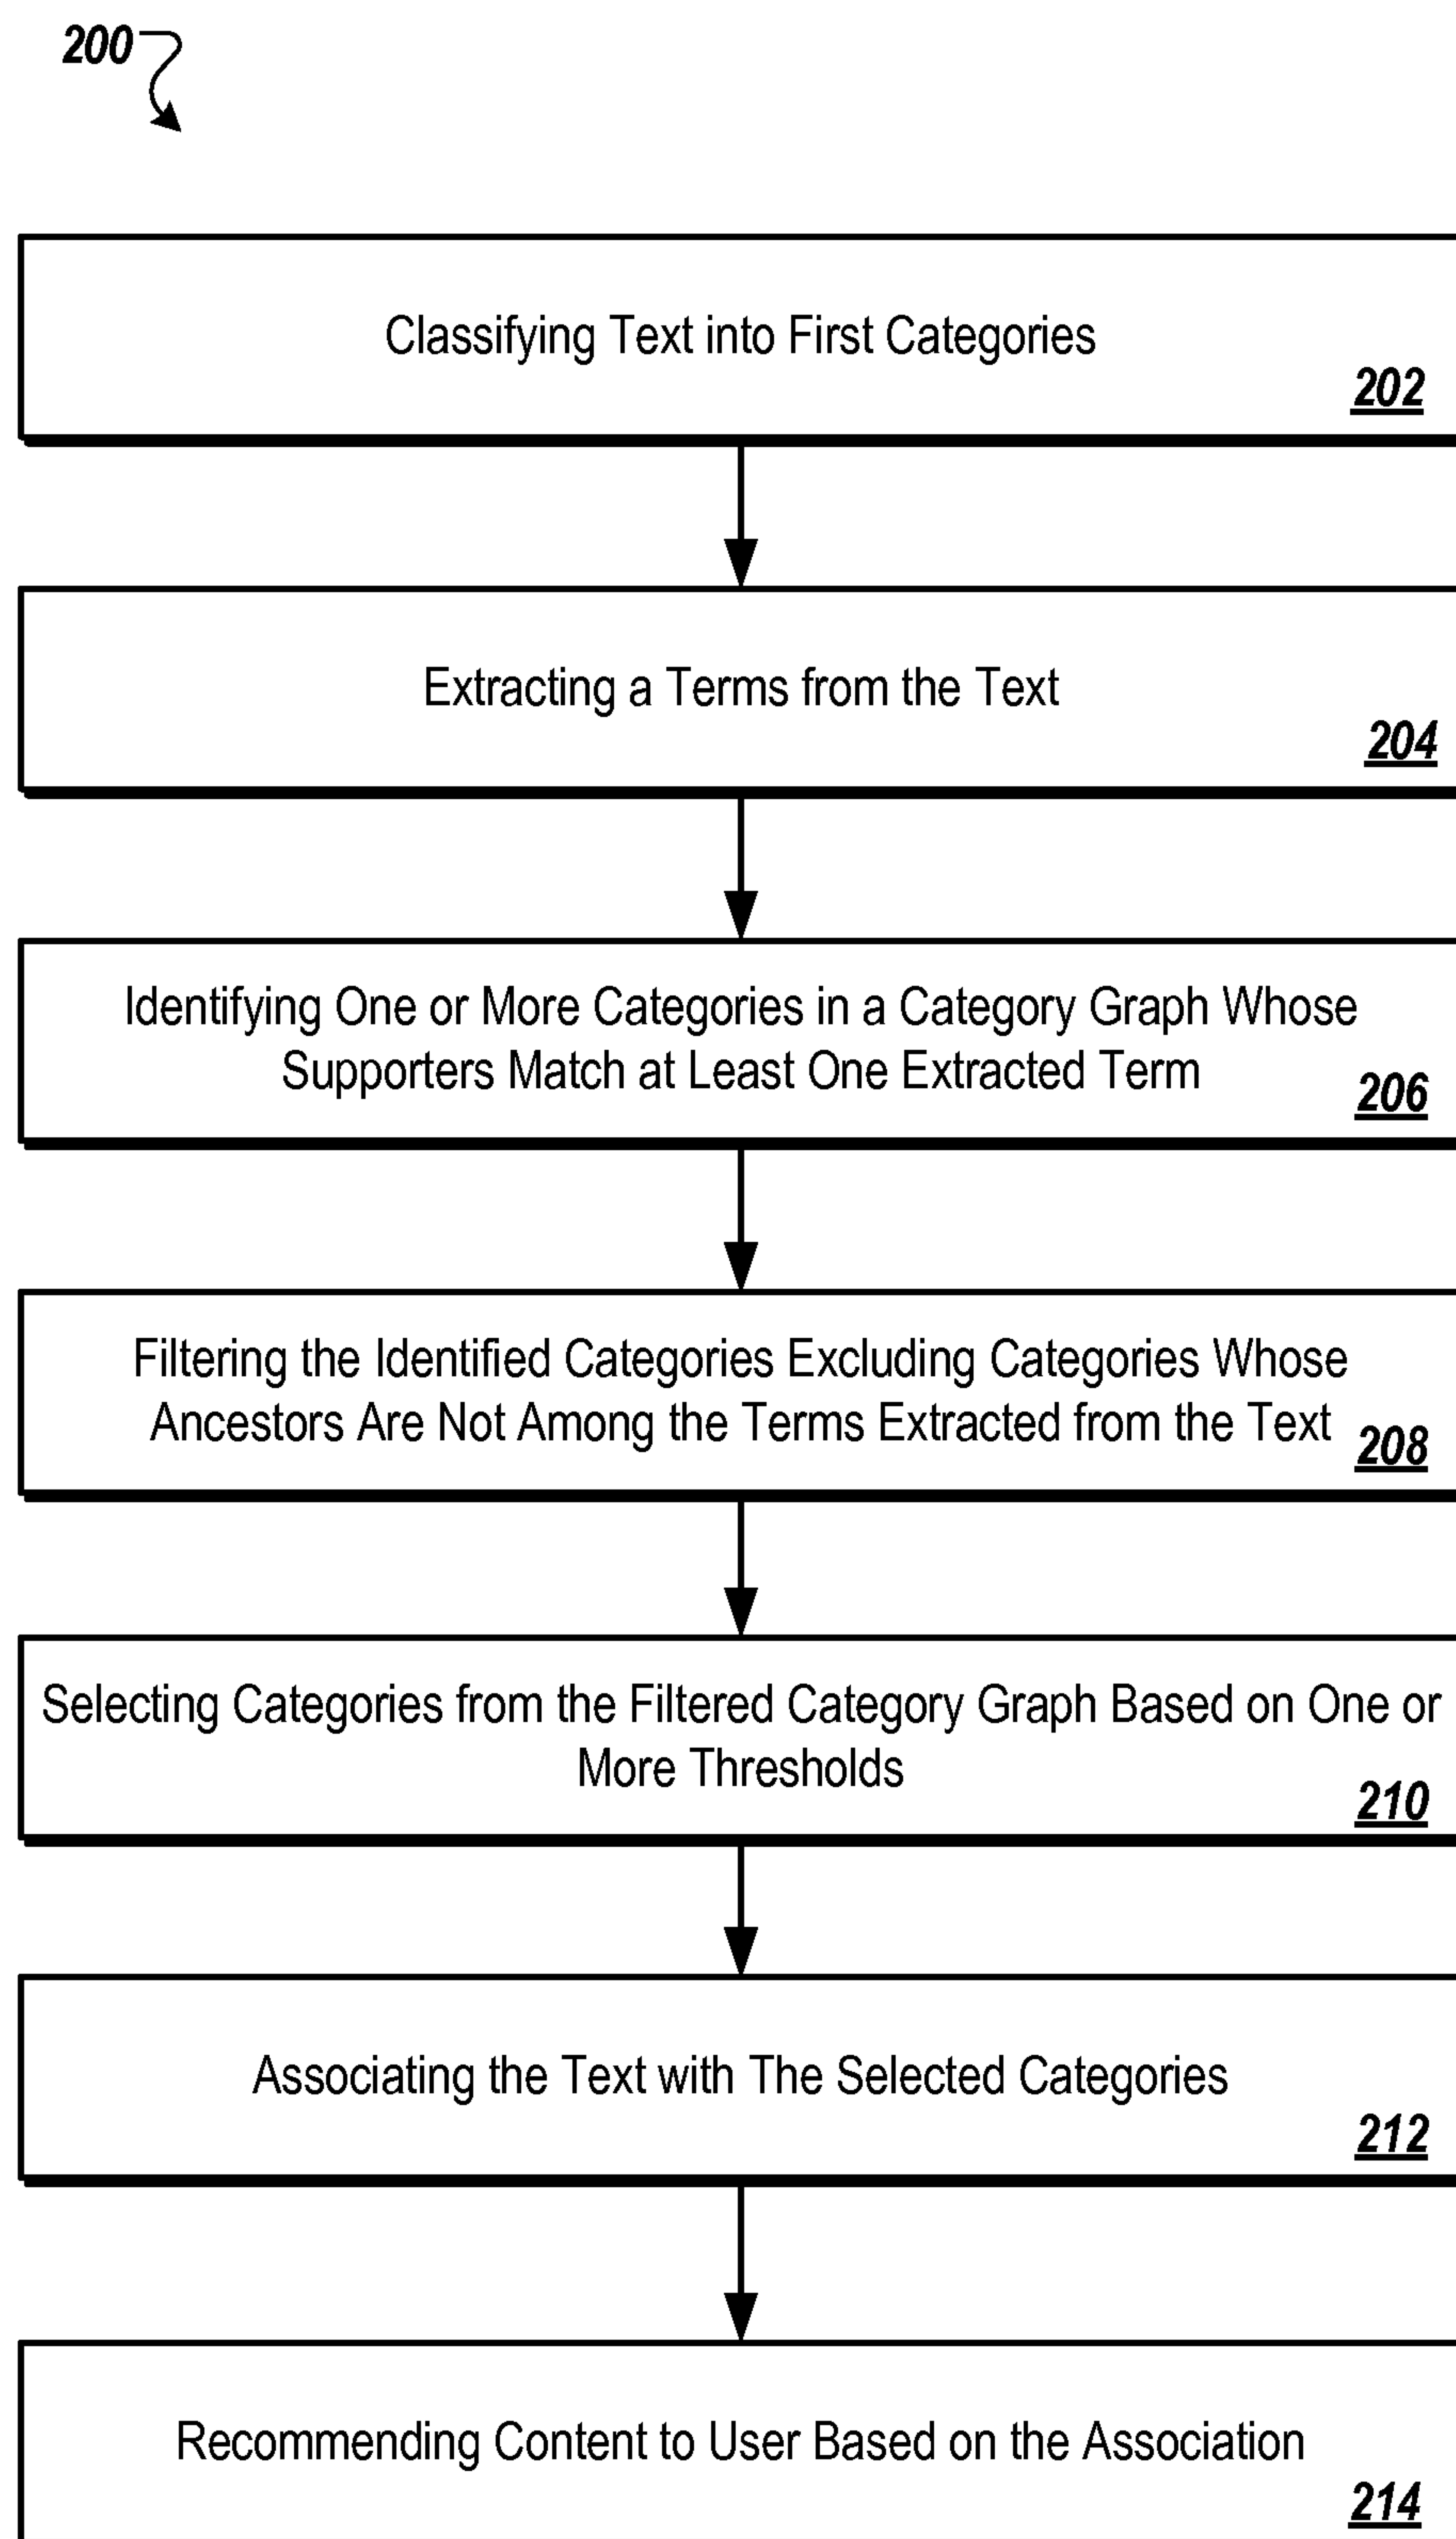 200
Classifying Text into First Categories
202
Extracting a Terms from the Text
204
Identifying One or More Categories in a Category Graph Whose
Supporters Match at Least One Extracted Term
206
Filtering the Identified Categories Excluding Categories Whose
Ancestors Are Not Among the Terms Extracted from the Text
208
Selecting Categories from the Filtered Category Graph Based on One or
More Thresholds
210
Associating the Text with The Selected Categories
212
Recommending Content to User Based on the Association
214